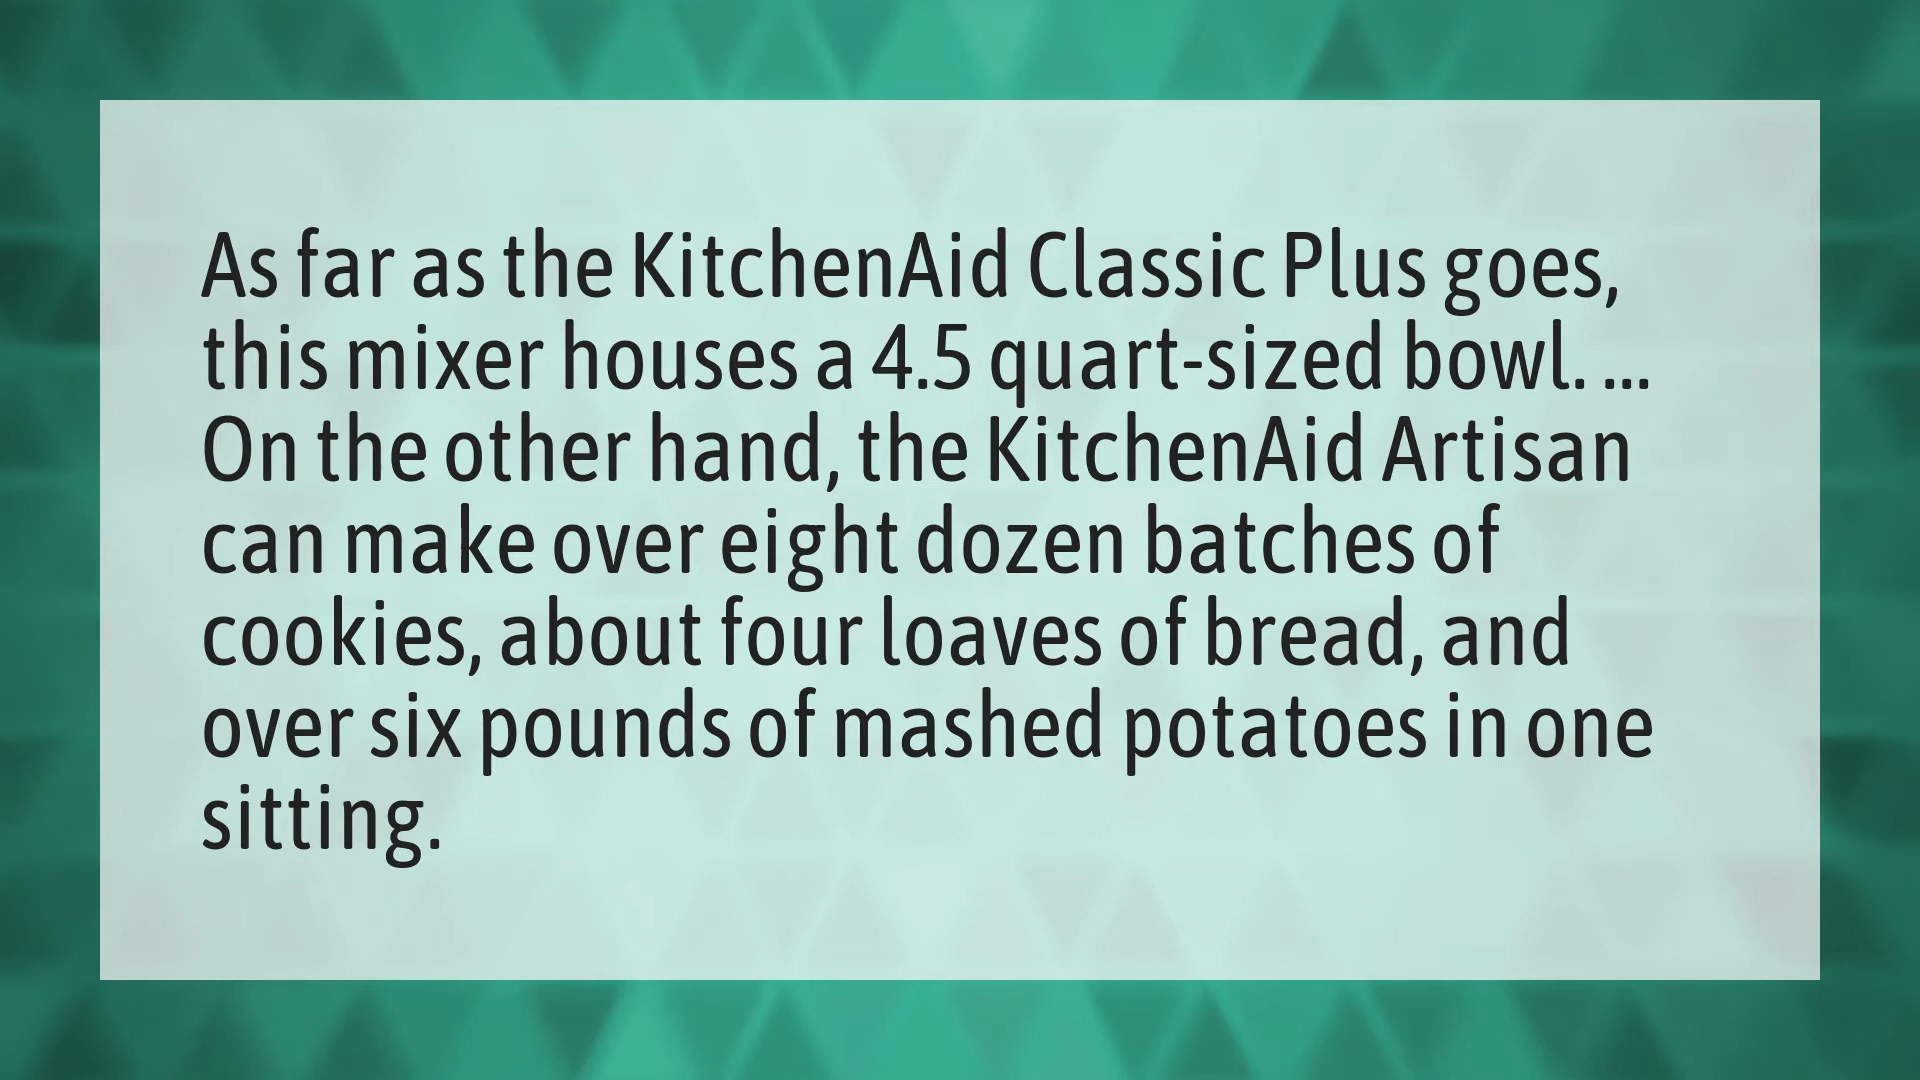 As far as the KitchenAid Classic Plus goes,
this mixer houses a 4.5 quart-sized bowl. ...
On the other hand, the KitchenAid Artisan
can make over eight dozen batches of
cookies, about four loaves of bread, and
over six pounds of mashed potatoes in one
sitting.